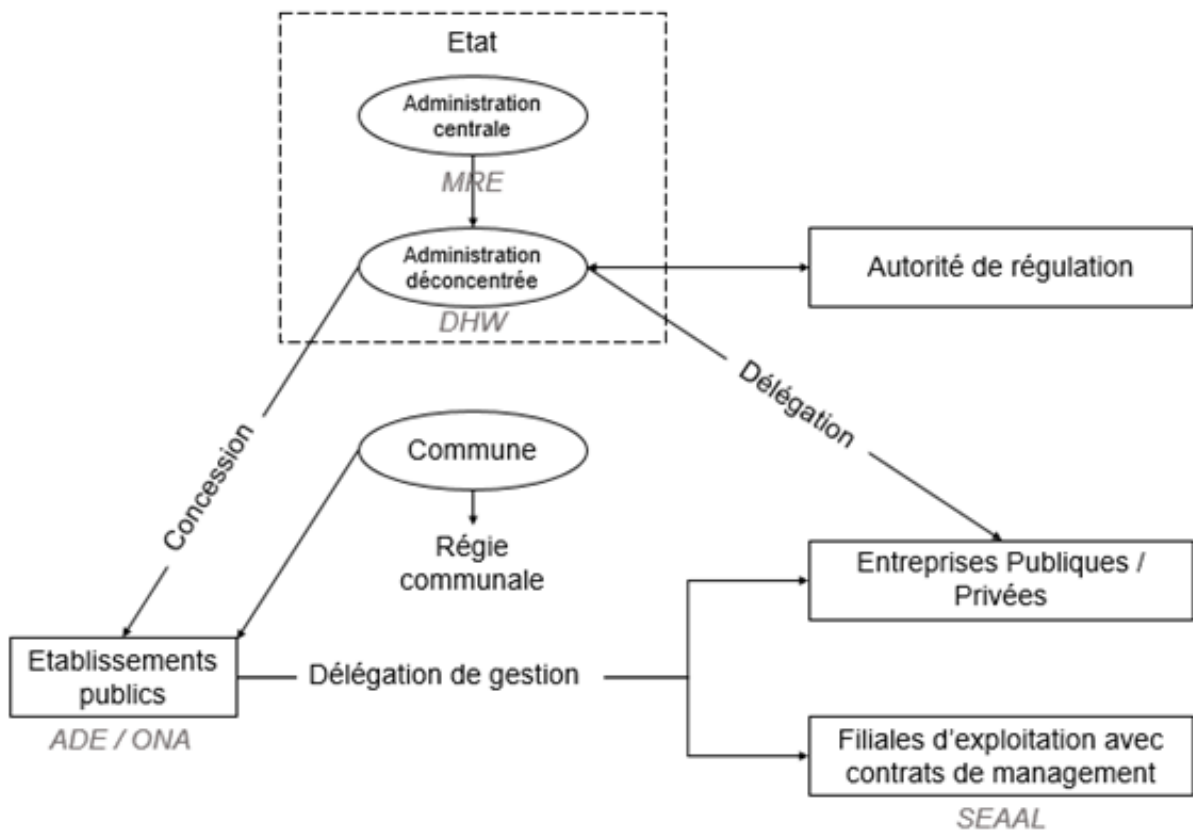 Etat
Administration
centrale
MRE
Administration
déconcentrée
DHW
Autorité de régulation
Délégation
Concession
Commune
Régie
communale
Entreprises Publiques /
Privées
Etablissements
publics
ADE / ONA
Délégation de gestion
Filiales d'exploitation avec
contrats de management
SEAAL